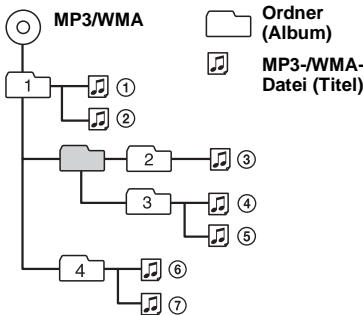 MP3/WMA
Ordner
(Album)
MP3-/WMA-
Datei (Titel)
1
①
②
2
③
3
④
⑤
4
⑥
⑦